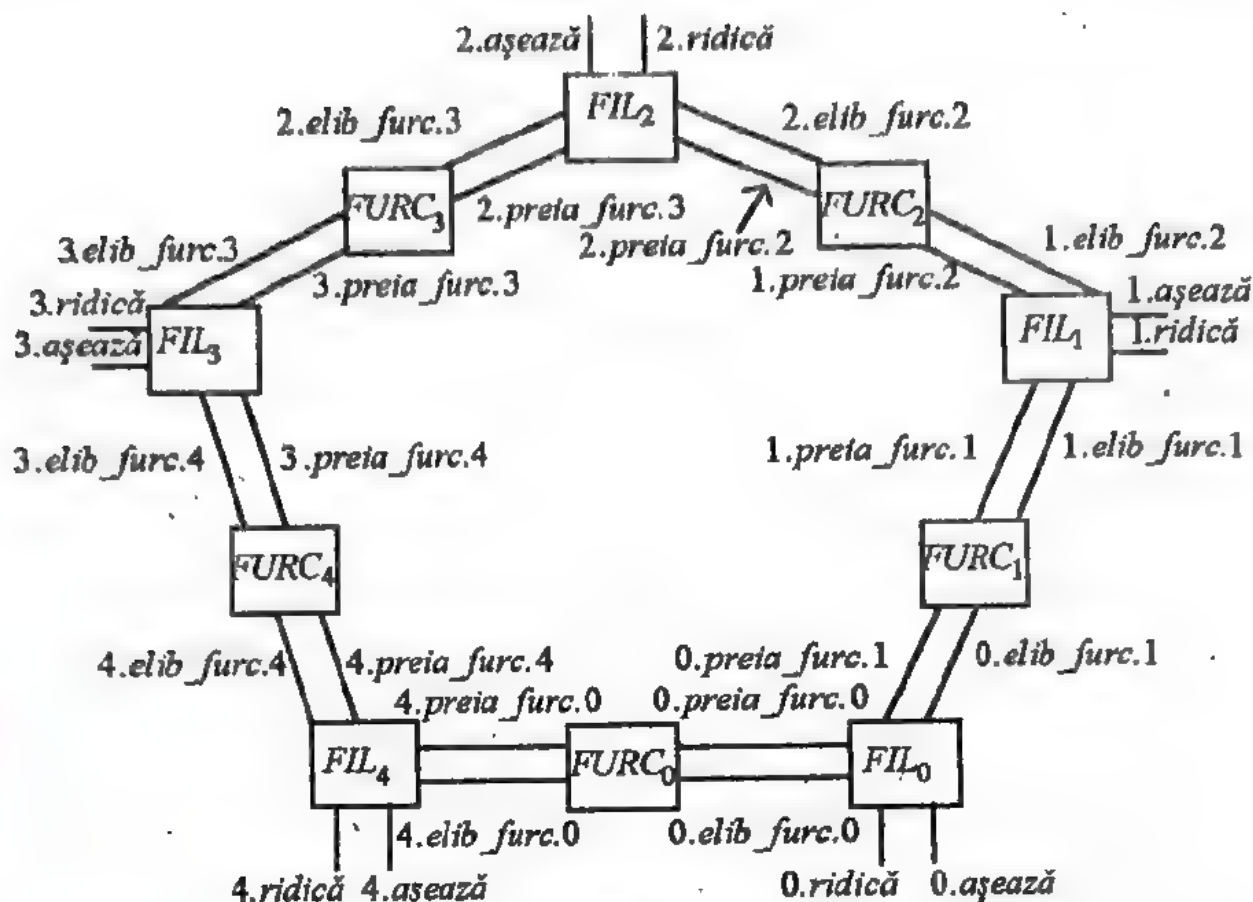 2.aşează 2.ridică
FIL2
2.elib_furc.3 2.elib_furc.2
FURC3 FURC2
2.preia_furc.3
2.preia_furc.2
3.elib_furc.3 1.elib_furc.2
3.preia_furc.3 1.preia_furc.2
3.ridică 1.aşează
3.aşează FIL3 FIL1 1.ridică
3.elib_furc.4 3.preia_furc.4 1.preia_furc.1 1.elib_furc.1
FURC4 FURC1
4.elib_furc.4 4.preia_furc.4 0.preia_furc.1 0.elib_furc.1
4.preia_furc.0 0.preia_furc.0
FIL4 FURC0 FIL0
4.elib_furc.0 0.elib_furc.0
4.ridică 4.aşează 0.ridică 0.aşează